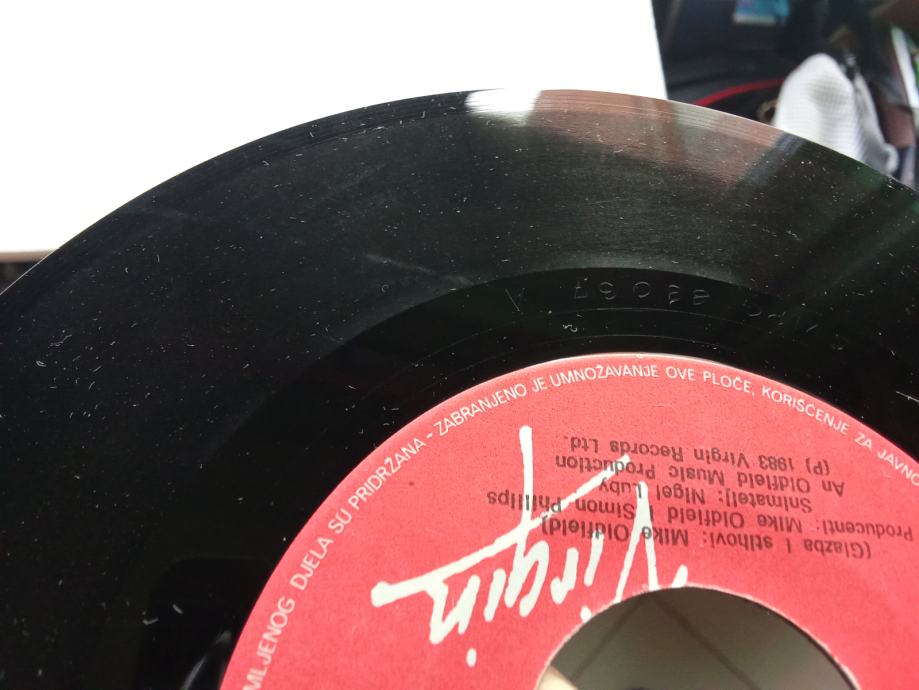 MLJENOG DJELA SU PRIDRŽANA - ZABRANJENO JE UMNOŽAVANJE OVE PLOČE, KORIŠĆENJE ZA JAVNO
Virgin
(Glazba i stihovi: Mike Oldfield)
Producenti: Mike Oldfield i Simon Phillips
Snimatelj: Nigel Luby
An Oldfield Music Production
(P) 1983 Virgin Records Ltd.